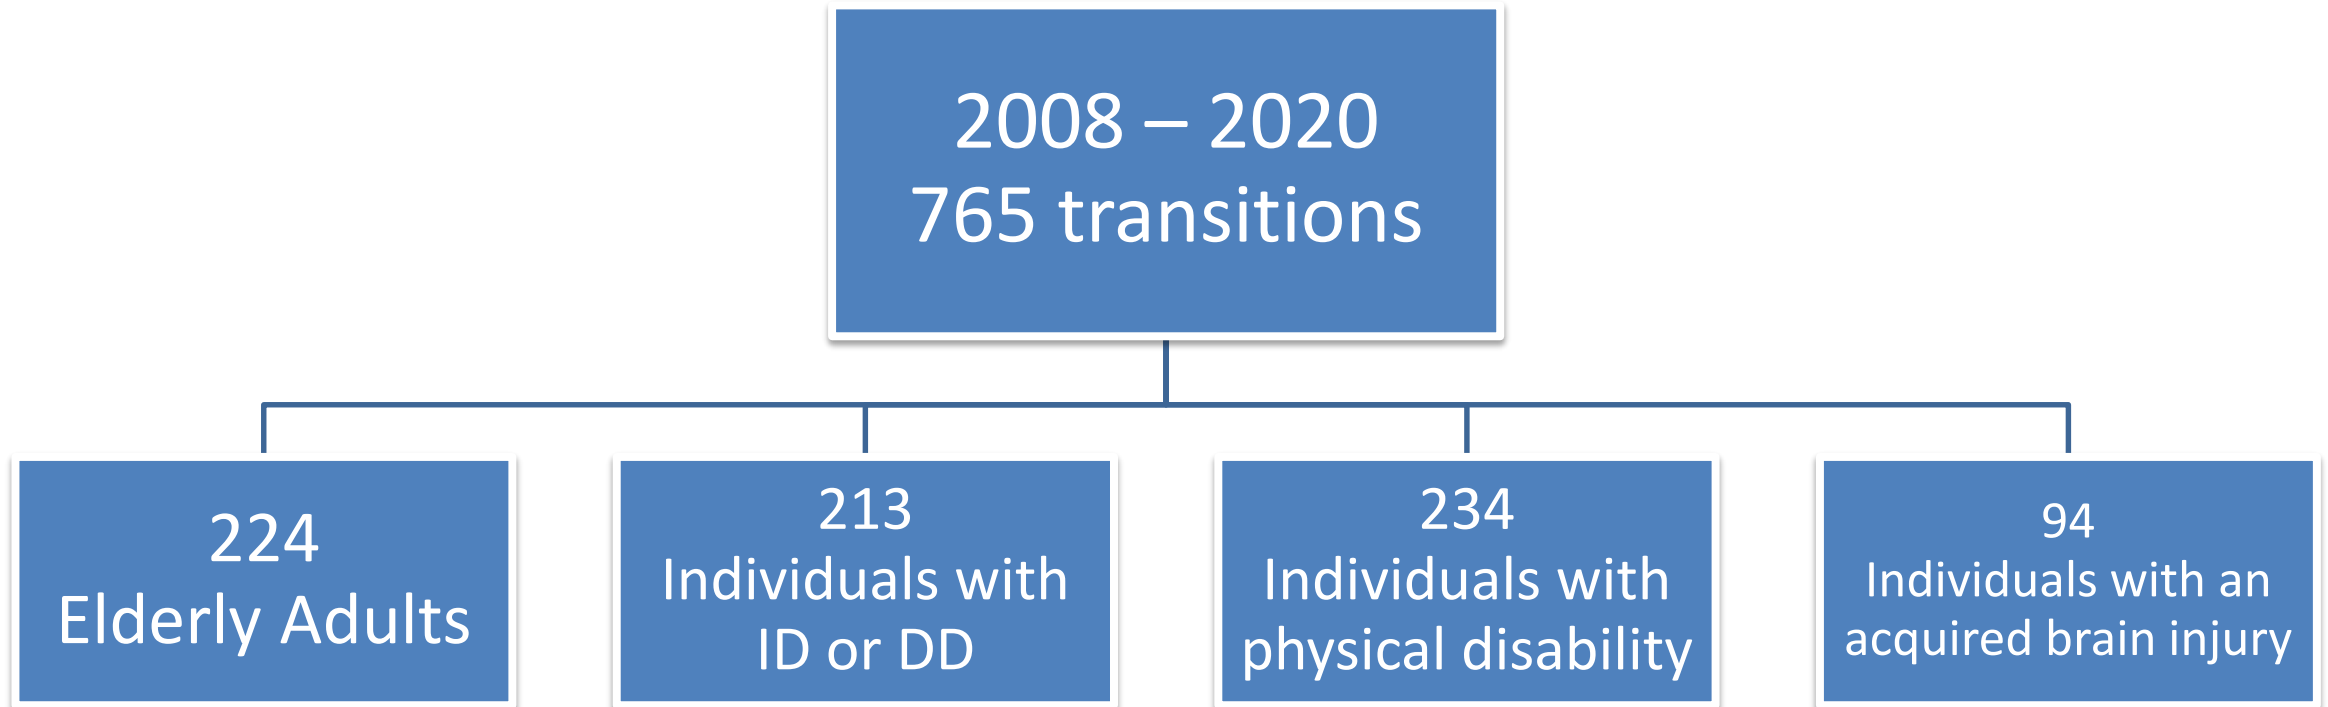 2008 – 2020
765 transitions
224
Elderly Adults
213
Individuals with
ID or DD
234
Individuals with
physical disability
94
Individuals with an
acquired brain injury